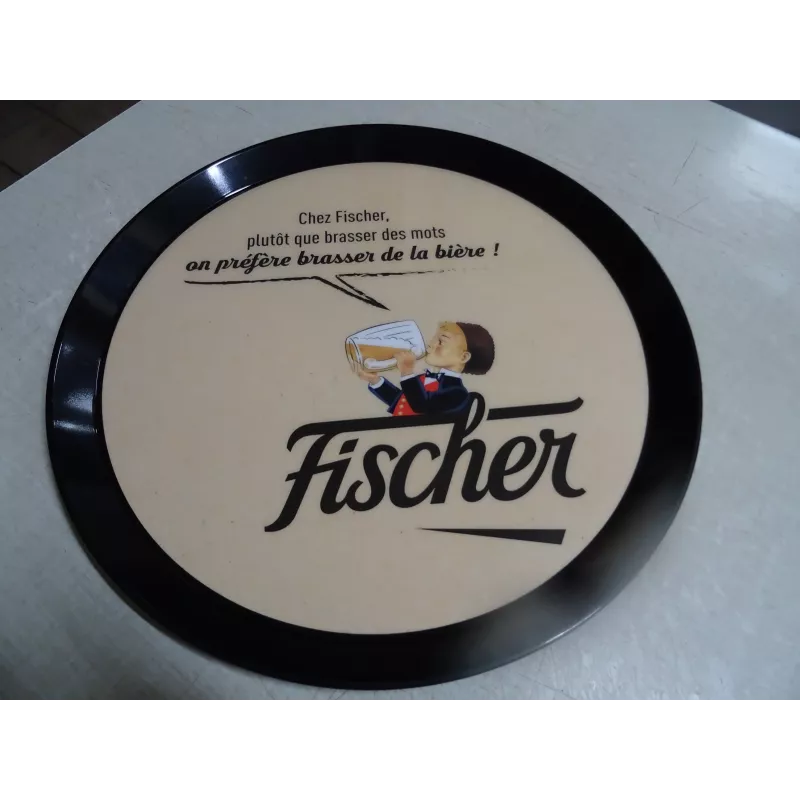 Chez Fischer,
plutôt que brasser des mots
on préfère brasser de la bière !
Fischer